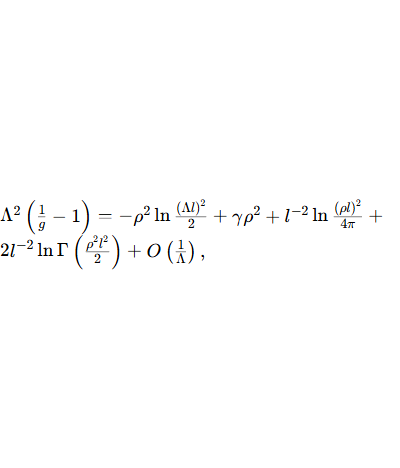 Λ² (1/g − 1) = −ρ² ln (Λl)²/2 + γρ² + l⁻² ln (ρl)²/4π +
2l⁻² ln Γ (ρ²l²/2) + O (1/Λ) ,